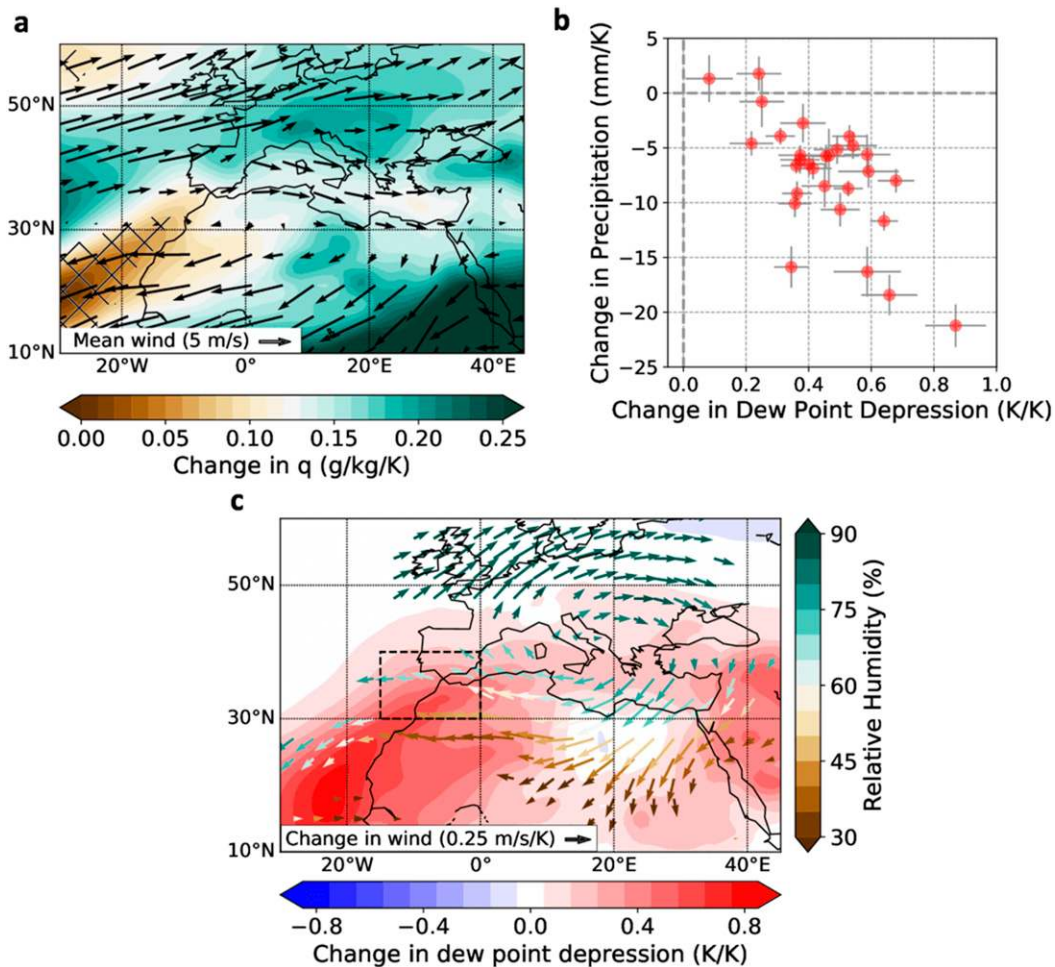 a
50°N
30°N
10°N
Mean wind (5 m/s)
20°W
0°
20°E
40°E
0.00
0.05
0.10
0.15
0.20
0.25
Change in q (g/kg/K)
b
Change in Precipitation (mm/K)
5
0
−5
−10
−15
−20
−25
0.0
0.2
0.4
0.6
0.8
1.0
Change in Dew Point Depression (K/K)
c
50°N
30°N
10°N
Change in wind (0.25 m/s/K)
20°W
0°
20°E
40°E
90
75
60
45
30
Relative Humidity (%)
−0.8
−0.4
0.0
0.4
0.8
Change in dew point depression (K/K)